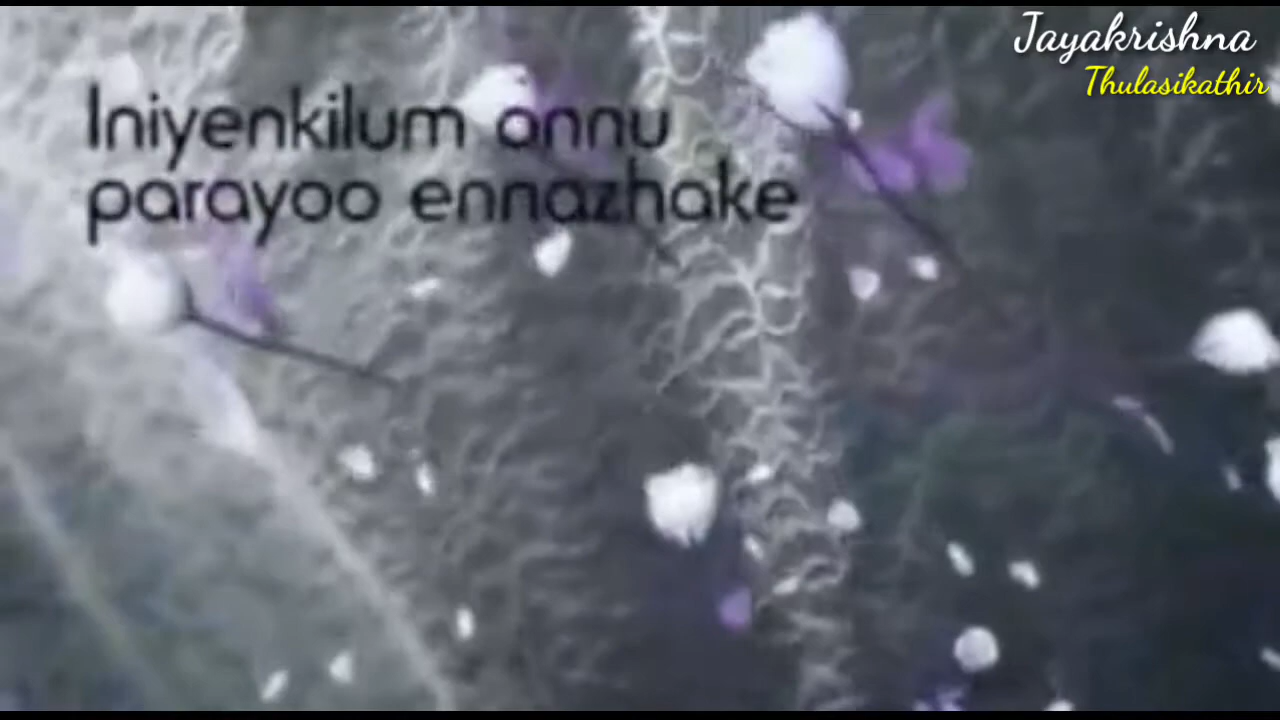 Jayakrishna
Thulasikathir
Iniyenkilum onnu
parayoo ennazhake